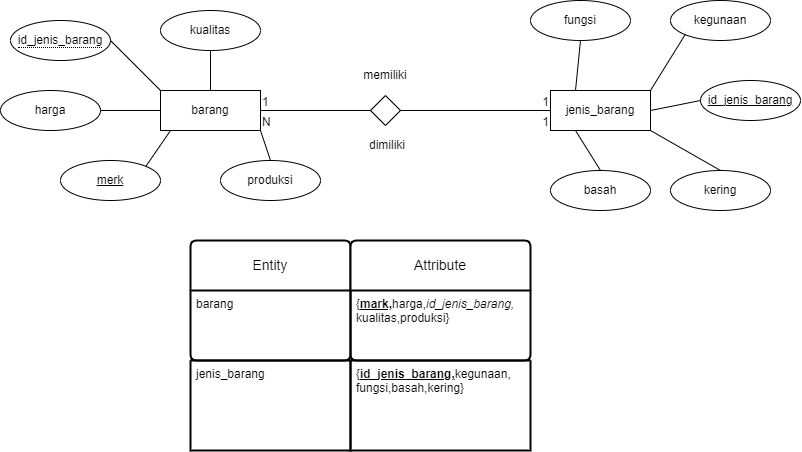 fungsi
kegunaan
kualitas
id_jenis_barang
memiliki
harga
barang
1
N
1
1
jenis_barang
id_jenis_barang
dimiliki
merk
produksi
basah
kering
Entity
Attribute
barang
{mark,harga,id_jenis_barang,
kualitas,produksi}
jenis_barang
{id_jenis_barang,kegunaan,
fungsi,basah,kering}